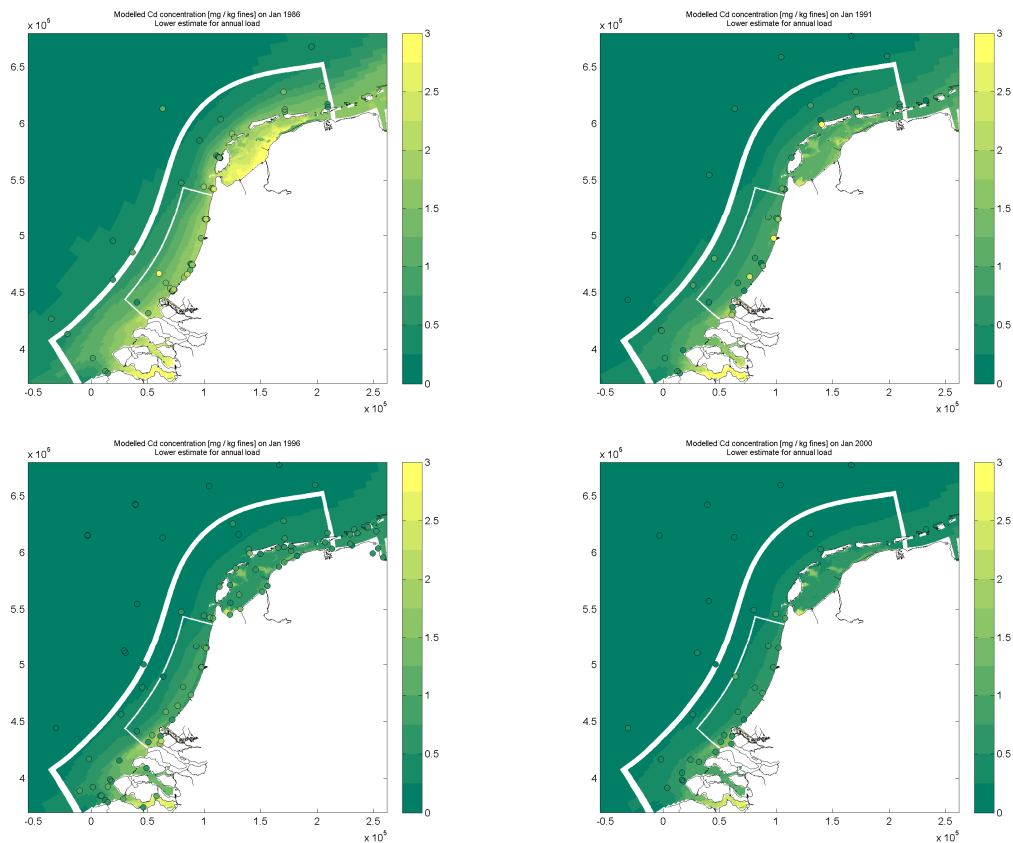 Modelled Cd concentration [mg / kg fines] on Jan 1986
Lower estimate for annual load
x 10^5
6.5
6
5.5
5
4.5
4
-0.5 0 0.5 1 1.5 2 2.5
x 10^5
3
2.5
2
1.5
1
0.5
0
Modelled Cd concentration [mg / kg fines] on Jan 1991
Lower estimate for annual load
x 10^5
6.5
6
5.5
5
4.5
4
-0.5 0 0.5 1 1.5 2 2.5
x 10^5
3
2.5
2
1.5
1
0.5
0
Modelled Cd concentration [mg / kg fines] on Jan 1996
Lower estimate for annual load
x 10^5
6.5
6
5.5
5
4.5
4
-0.5 0 0.5 1 1.5 2 2.5
x 10^5
3
2.5
2
1.5
1
0.5
0
Modelled Cd concentration [mg / kg fines] on Jan 2000
Lower estimate for annual load
x 10^5
6.5
6
5.5
5
4.5
4
-0.5 0 0.5 1 1.5 2 2.5
x 10^5
3
2.5
2
1.5
1
0.5
0